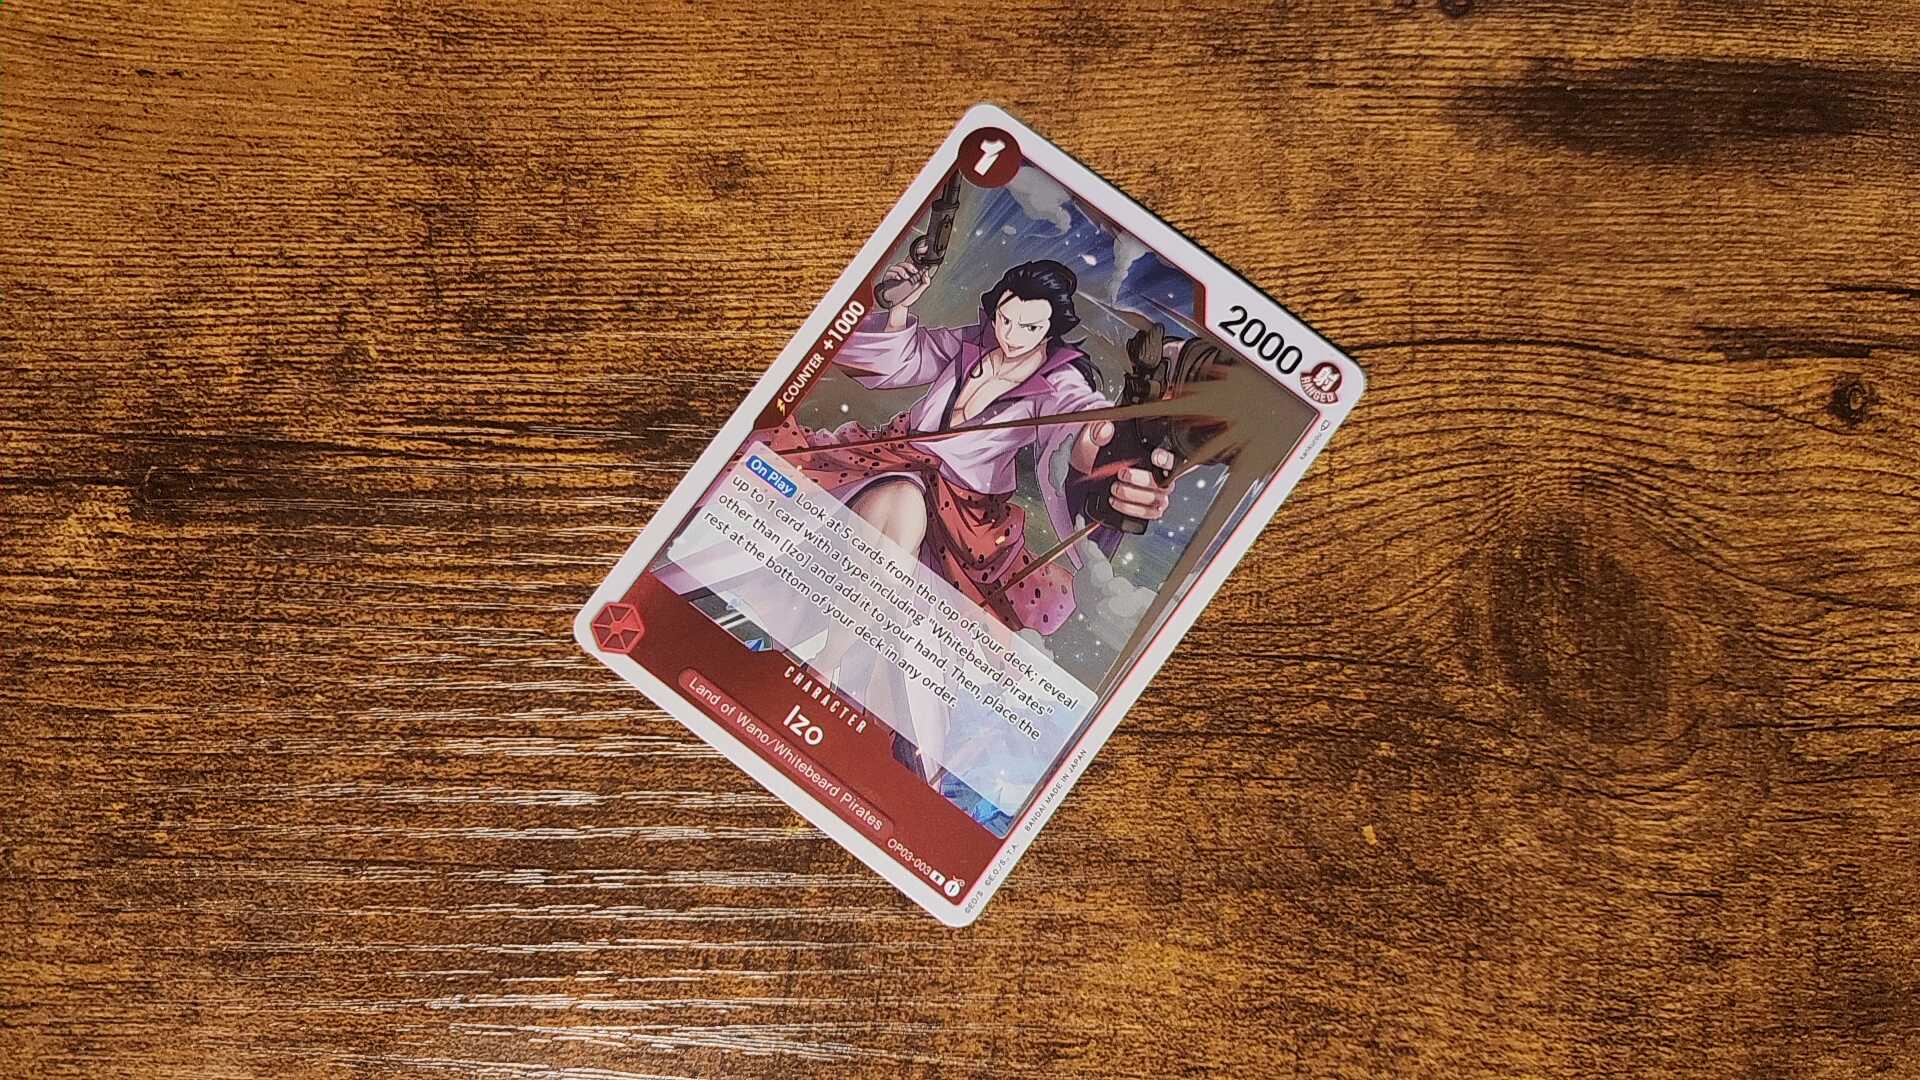 1
2000
射
RANGED
COUNTER +1000
On Play Look at 5 cards from the top of your deck; reveal
up to 1 card with a type including "Whitebeard Pirates"
other than [Izo] and add it to your hand. Then, place the
rest at the bottom of your deck in any order.
CHARACTER
Izo
Land of Wano/Whitebeard Pirates
OP03-003 R 1
©E.O/S ©E.O./S., T.A. BANDAI MADE IN JAPAN